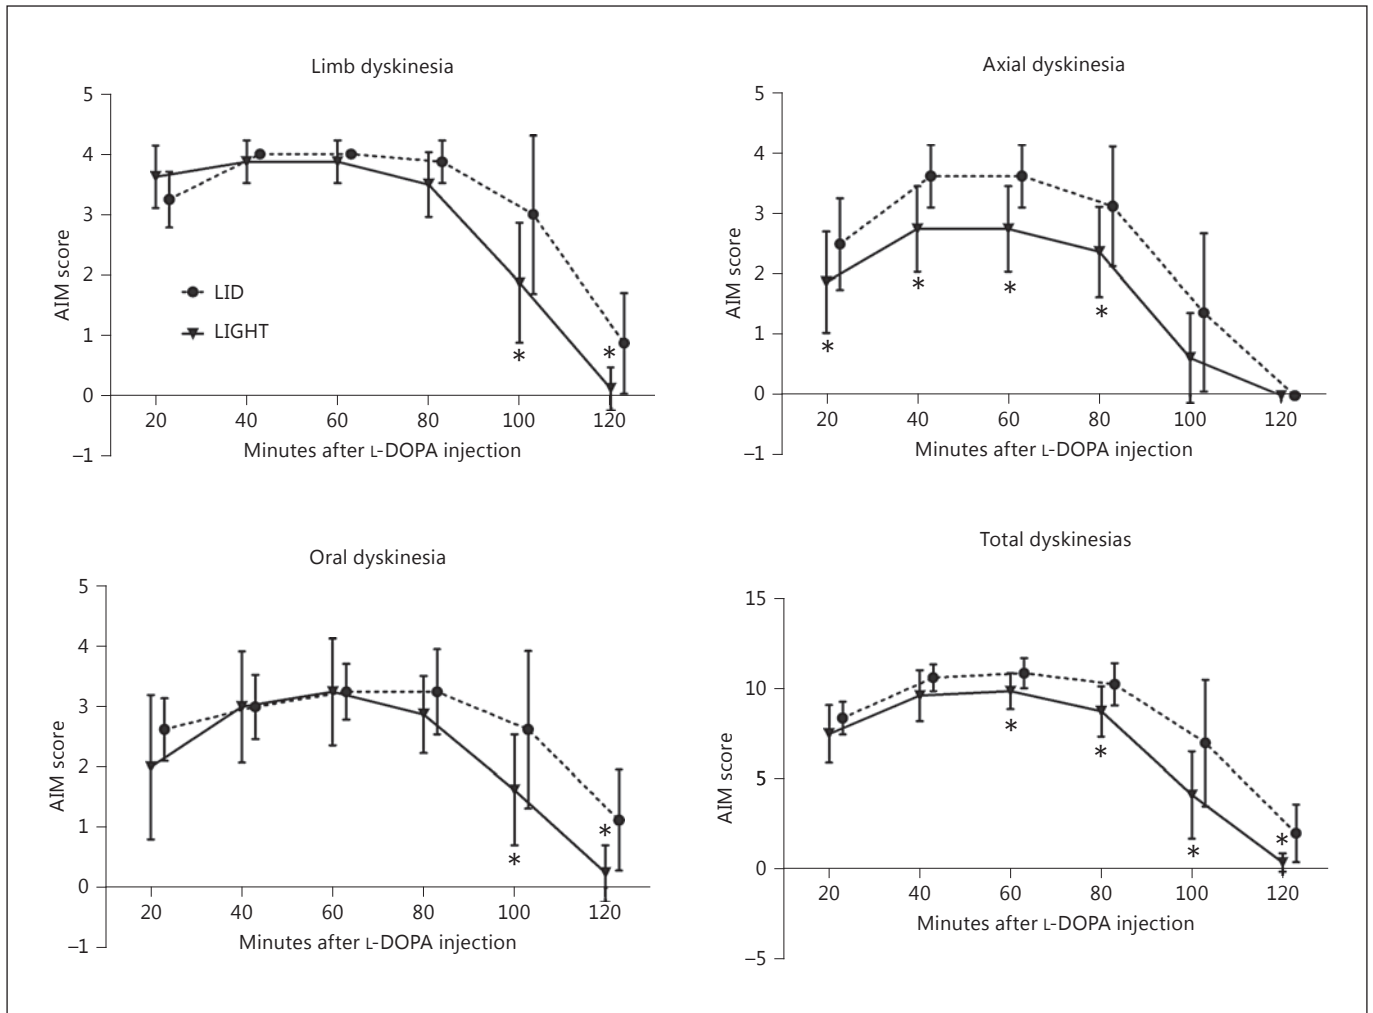 Limb dyskinesia
5
4
3
2
1
0
–1
AIM score
LID
LIGHT
*
*
20 40 60 80 100 120
Minutes after L-DOPA injection
Axial dyskinesia
5
4
3
2
1
0
–1
AIM score
*
*
*
*
20 40 60 80 100 120
Minutes after L-DOPA injection
Oral dyskinesia
5
4
3
2
1
0
–1
AIM score
*
*
20 40 60 80 100 120
Minutes after L-DOPA injection
Total dyskinesias
15
10
5
0
–5
AIM score
*
*
*
*
20 40 60 80 100 120
Minutes after L-DOPA injection